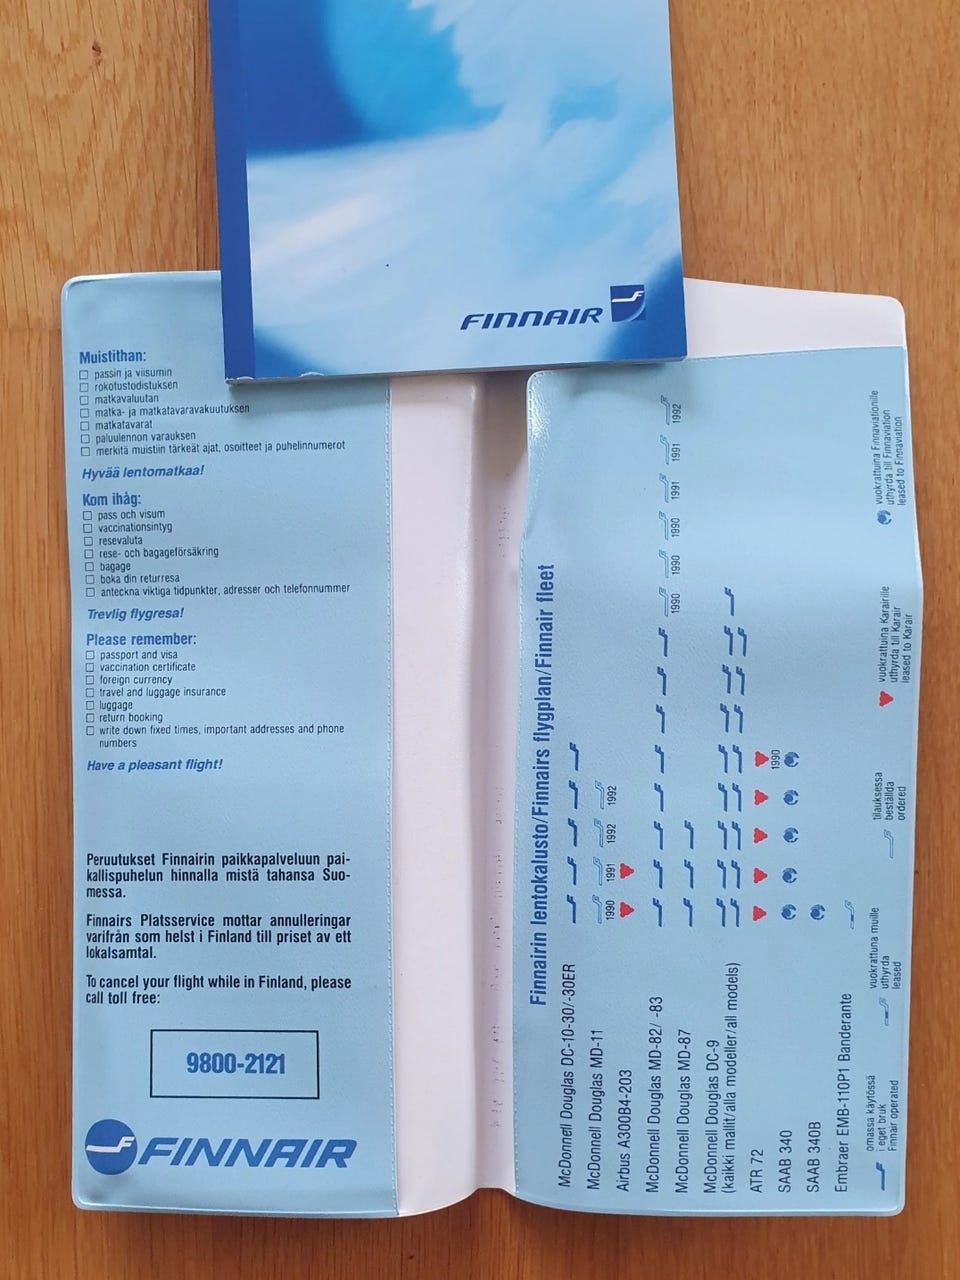 FINNAIR
Muistithan:
passin ja viisumin
rokotustodistuksen
matkavaluutan
matka- ja matkatavaravakuutuksen
matkatavarat
paluulennon varauksen
merkitä muistiin tärkeät ajat, osoitteet ja puhelinnumerot
Hyvää lentomatkaa!
Kom ihåg:
pass och visum
vaccinationsintyg
resevaluta
rese- och bagageförsäkring
bagage
boka din returresa
anteckna viktiga tidpunkter, adresser och telefonnummer
Trevlig flygresa!
Please remember:
passport and visa
vaccination certificate
foreign currency
travel and luggage insurance
luggage
return booking
write down fixed times, important addresses and phone
numbers
Have a pleasant flight!
Peruutukset Finnairin paikkapalveluun pai-
kallispuhelun hinnalla mistä tahansa Suo-
messa.
Finnairs Platsservice mottar annulleringar
varifrån som helst i Finland till priset av ett
lokalsamtal.
To cancel your flight while in Finland, please
call toll free:
9800-2121
FINNAIR
Finnairin lentokalusto/Finnairs flygplan/Finnair fleet
McDonnell Douglas DC-10-30/-30ER
McDonnell Douglas MD-11
1990 1991 1992 1992
Airbus A300B4-203
McDonnell Douglas MD-82/ -83
1990 1990 1990 1991 1991 1992
McDonnell Douglas MD-87
McDonnell Douglas DC-9
(kaikki mallit/alla modeller/all models)
ATR 72
1990
SAAB 340
SAAB 340B
Embraer EMB-110P1 Banderante
omassa käytössä
i eget bruk
Finnair operated
vuokrattuna muille
uthyrda
leased
tilauksessa
beställda
ordered
vuokrattuina Karairille
uthyrda till Karair
leased to Karair
vuokrattuina Finnaviationille
uthyrda till Finnaviation
leased to Finnaviation